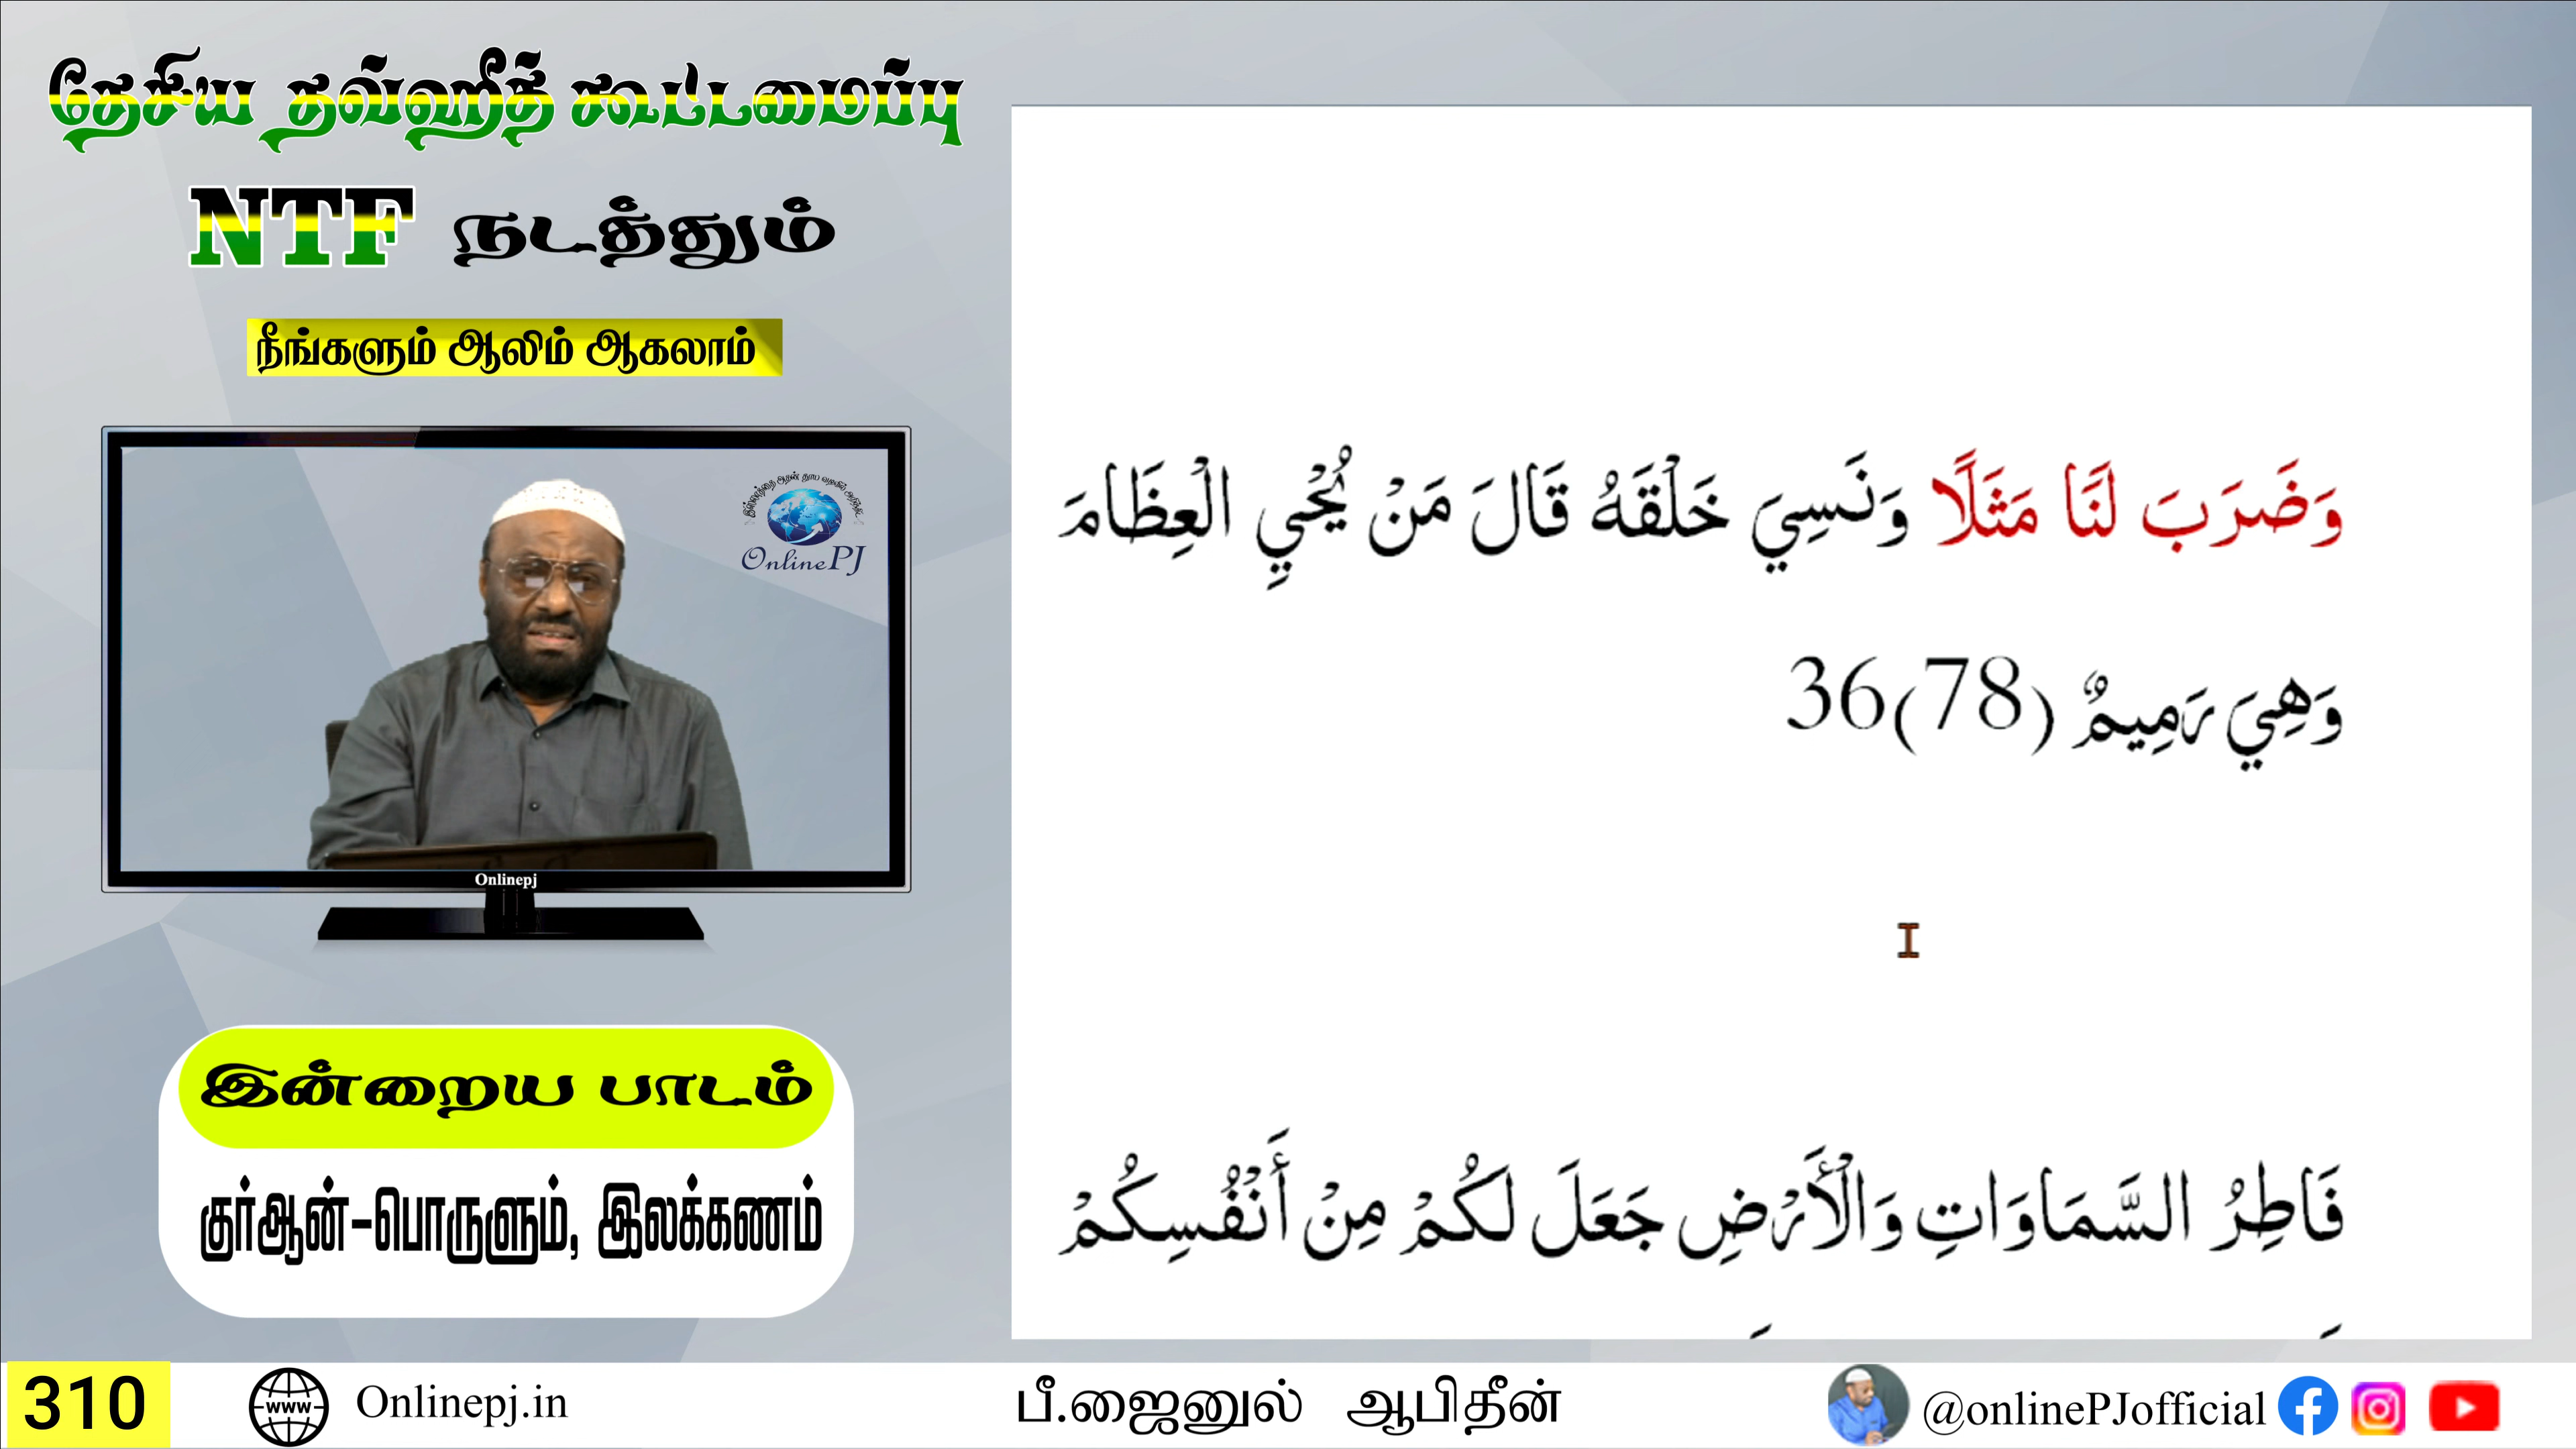 தேசிய தவ்ஹீத் கூட்டமைப்பு
NTF நடத்தும்
நீங்களும் ஆலிம் ஆகலாம்
OnlinePJ
Onlinepj
இன்றைய பாடம்
குர்ஆன்-பொருளும், இலக்கணம்
وَضَرَبَ لَنَا مَثَلًا وَنَسِيَ خَلْقَهُ قَالَ مَنْ يُحْيِ الْعِظَامَ
وَهِيَ رَمِيمٌ (78)36
فَاطِرُ السَّمَاوَاتِ وَالْأَرْضِ جَعَلَ لَكُمْ مِنْ أَنْفُسِكُمْ
310
www
Onlinepj.in
பீ.ஜைனுல் ஆபிதீன்
@onlinePJofficial